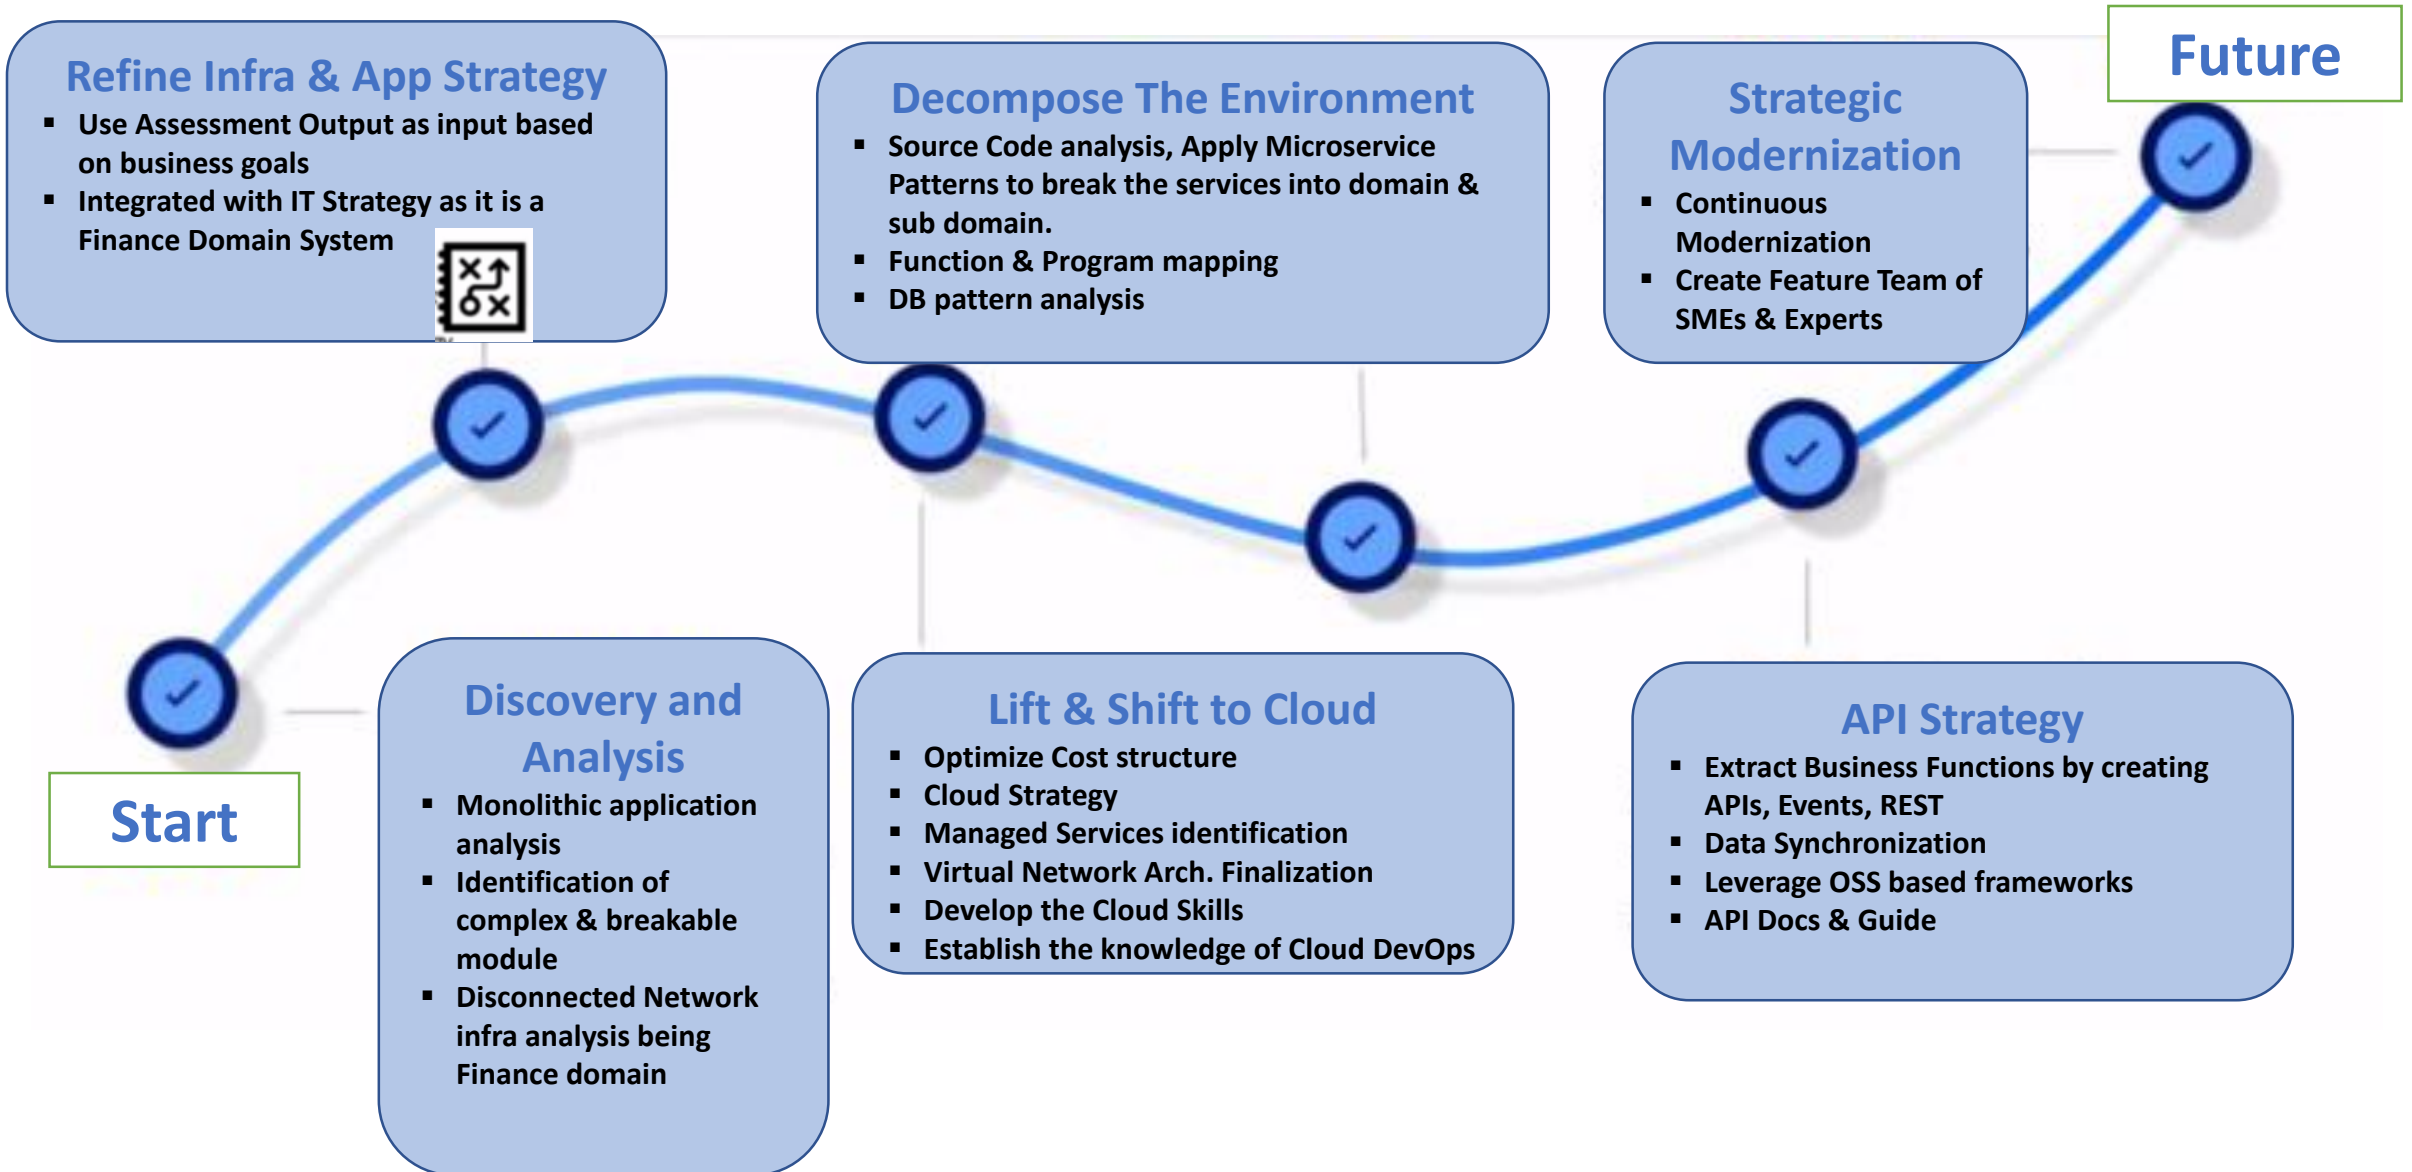 Refine Infra & App Strategy
▪ Use Assessment Output as input based
on business goals
▪ Integrated with IT Strategy as it is a
Finance Domain System
Decompose The Environment
▪ Source Code analysis, Apply Microservice
Patterns to break the services into domain &
sub domain.
▪ Function & Program mapping
▪ DB pattern analysis
Strategic
Modernization
▪ Continuous
Modernization
▪ Create Feature Team of
SMEs & Experts
Future
Start
Discovery and
Analysis
▪ Monolithic application
analysis
▪ Identification of
complex & breakable
module
▪ Disconnected Network
infra analysis being
Finance domain
Lift & Shift to Cloud
▪ Optimize Cost structure
▪ Cloud Strategy
▪ Managed Services identification
▪ Virtual Network Arch. Finalization
▪ Develop the Cloud Skills
▪ Establish the knowledge of Cloud DevOps
API Strategy
▪ Extract Business Functions by creating
APIs, Events, REST
▪ Data Synchronization
▪ Leverage OSS based frameworks
▪ API Docs & Guide